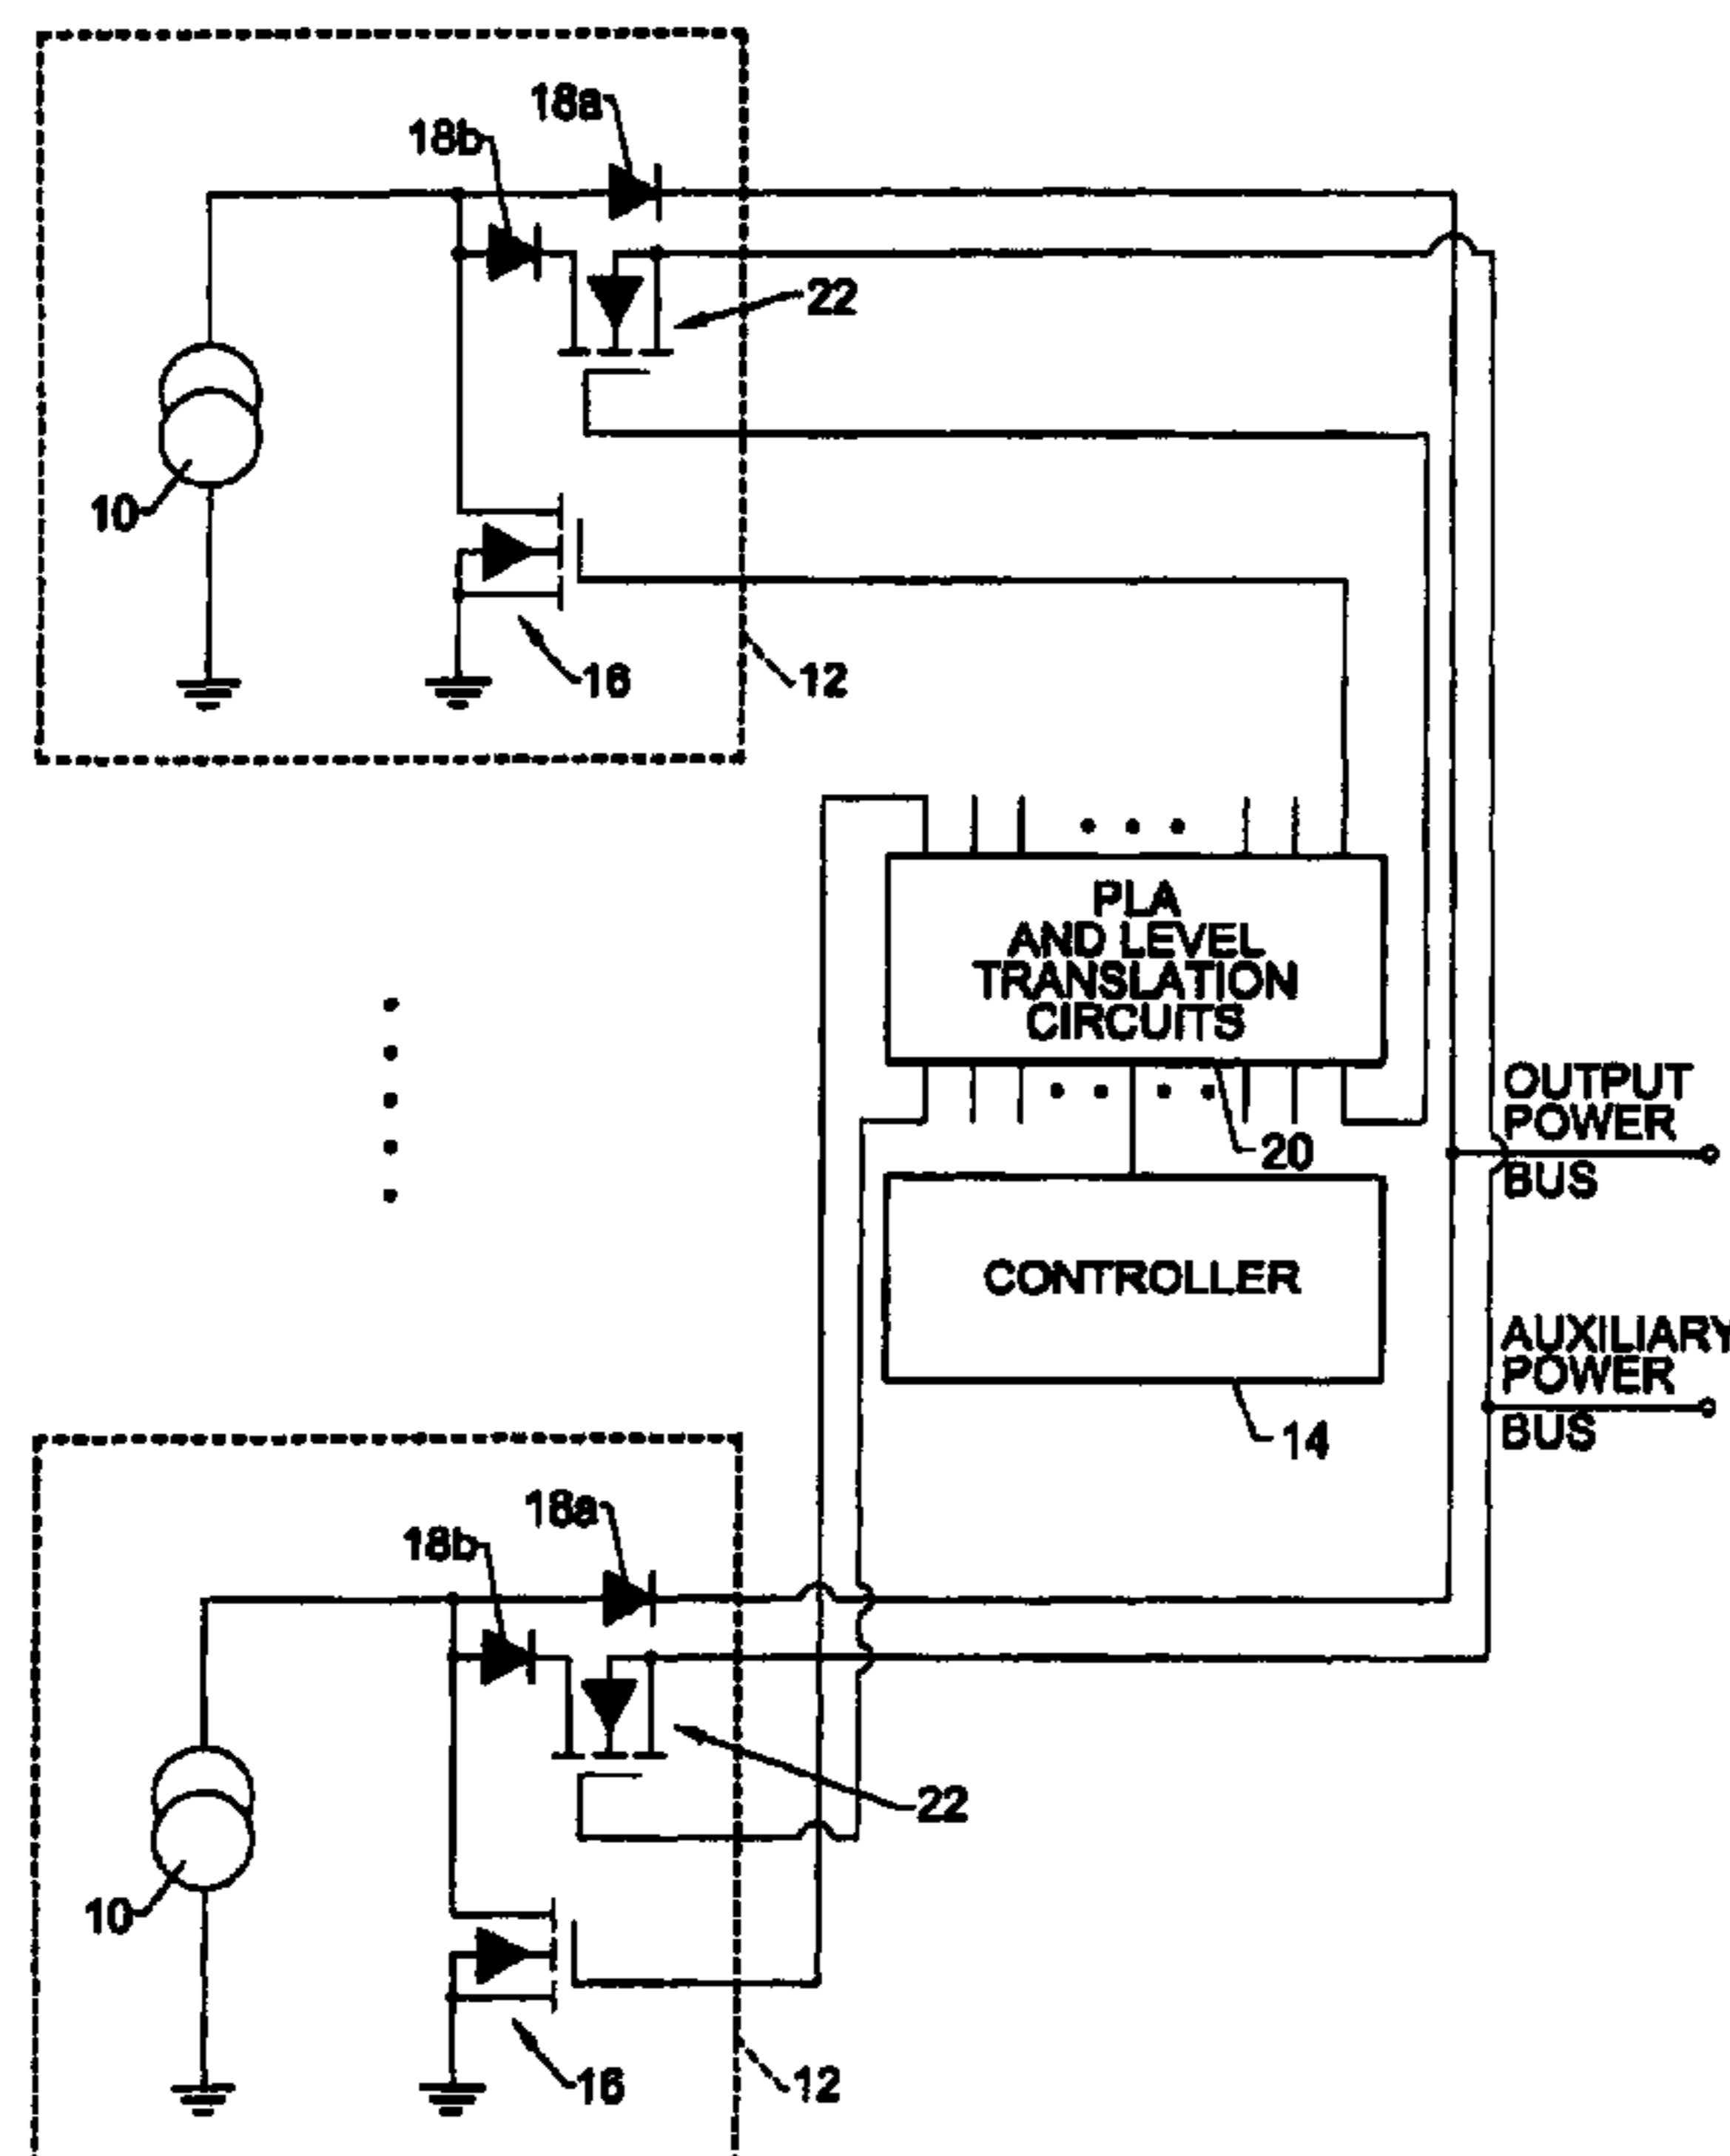 18a
18b
22
10
16
12
PLA
AND LEVEL
TRANSLATION
CIRCUITS
20
OUTPUT
POWER
BUS
CONTROLLER
14
AUXILIARY
POWER
BUS
18a
18b
22
10
16
12